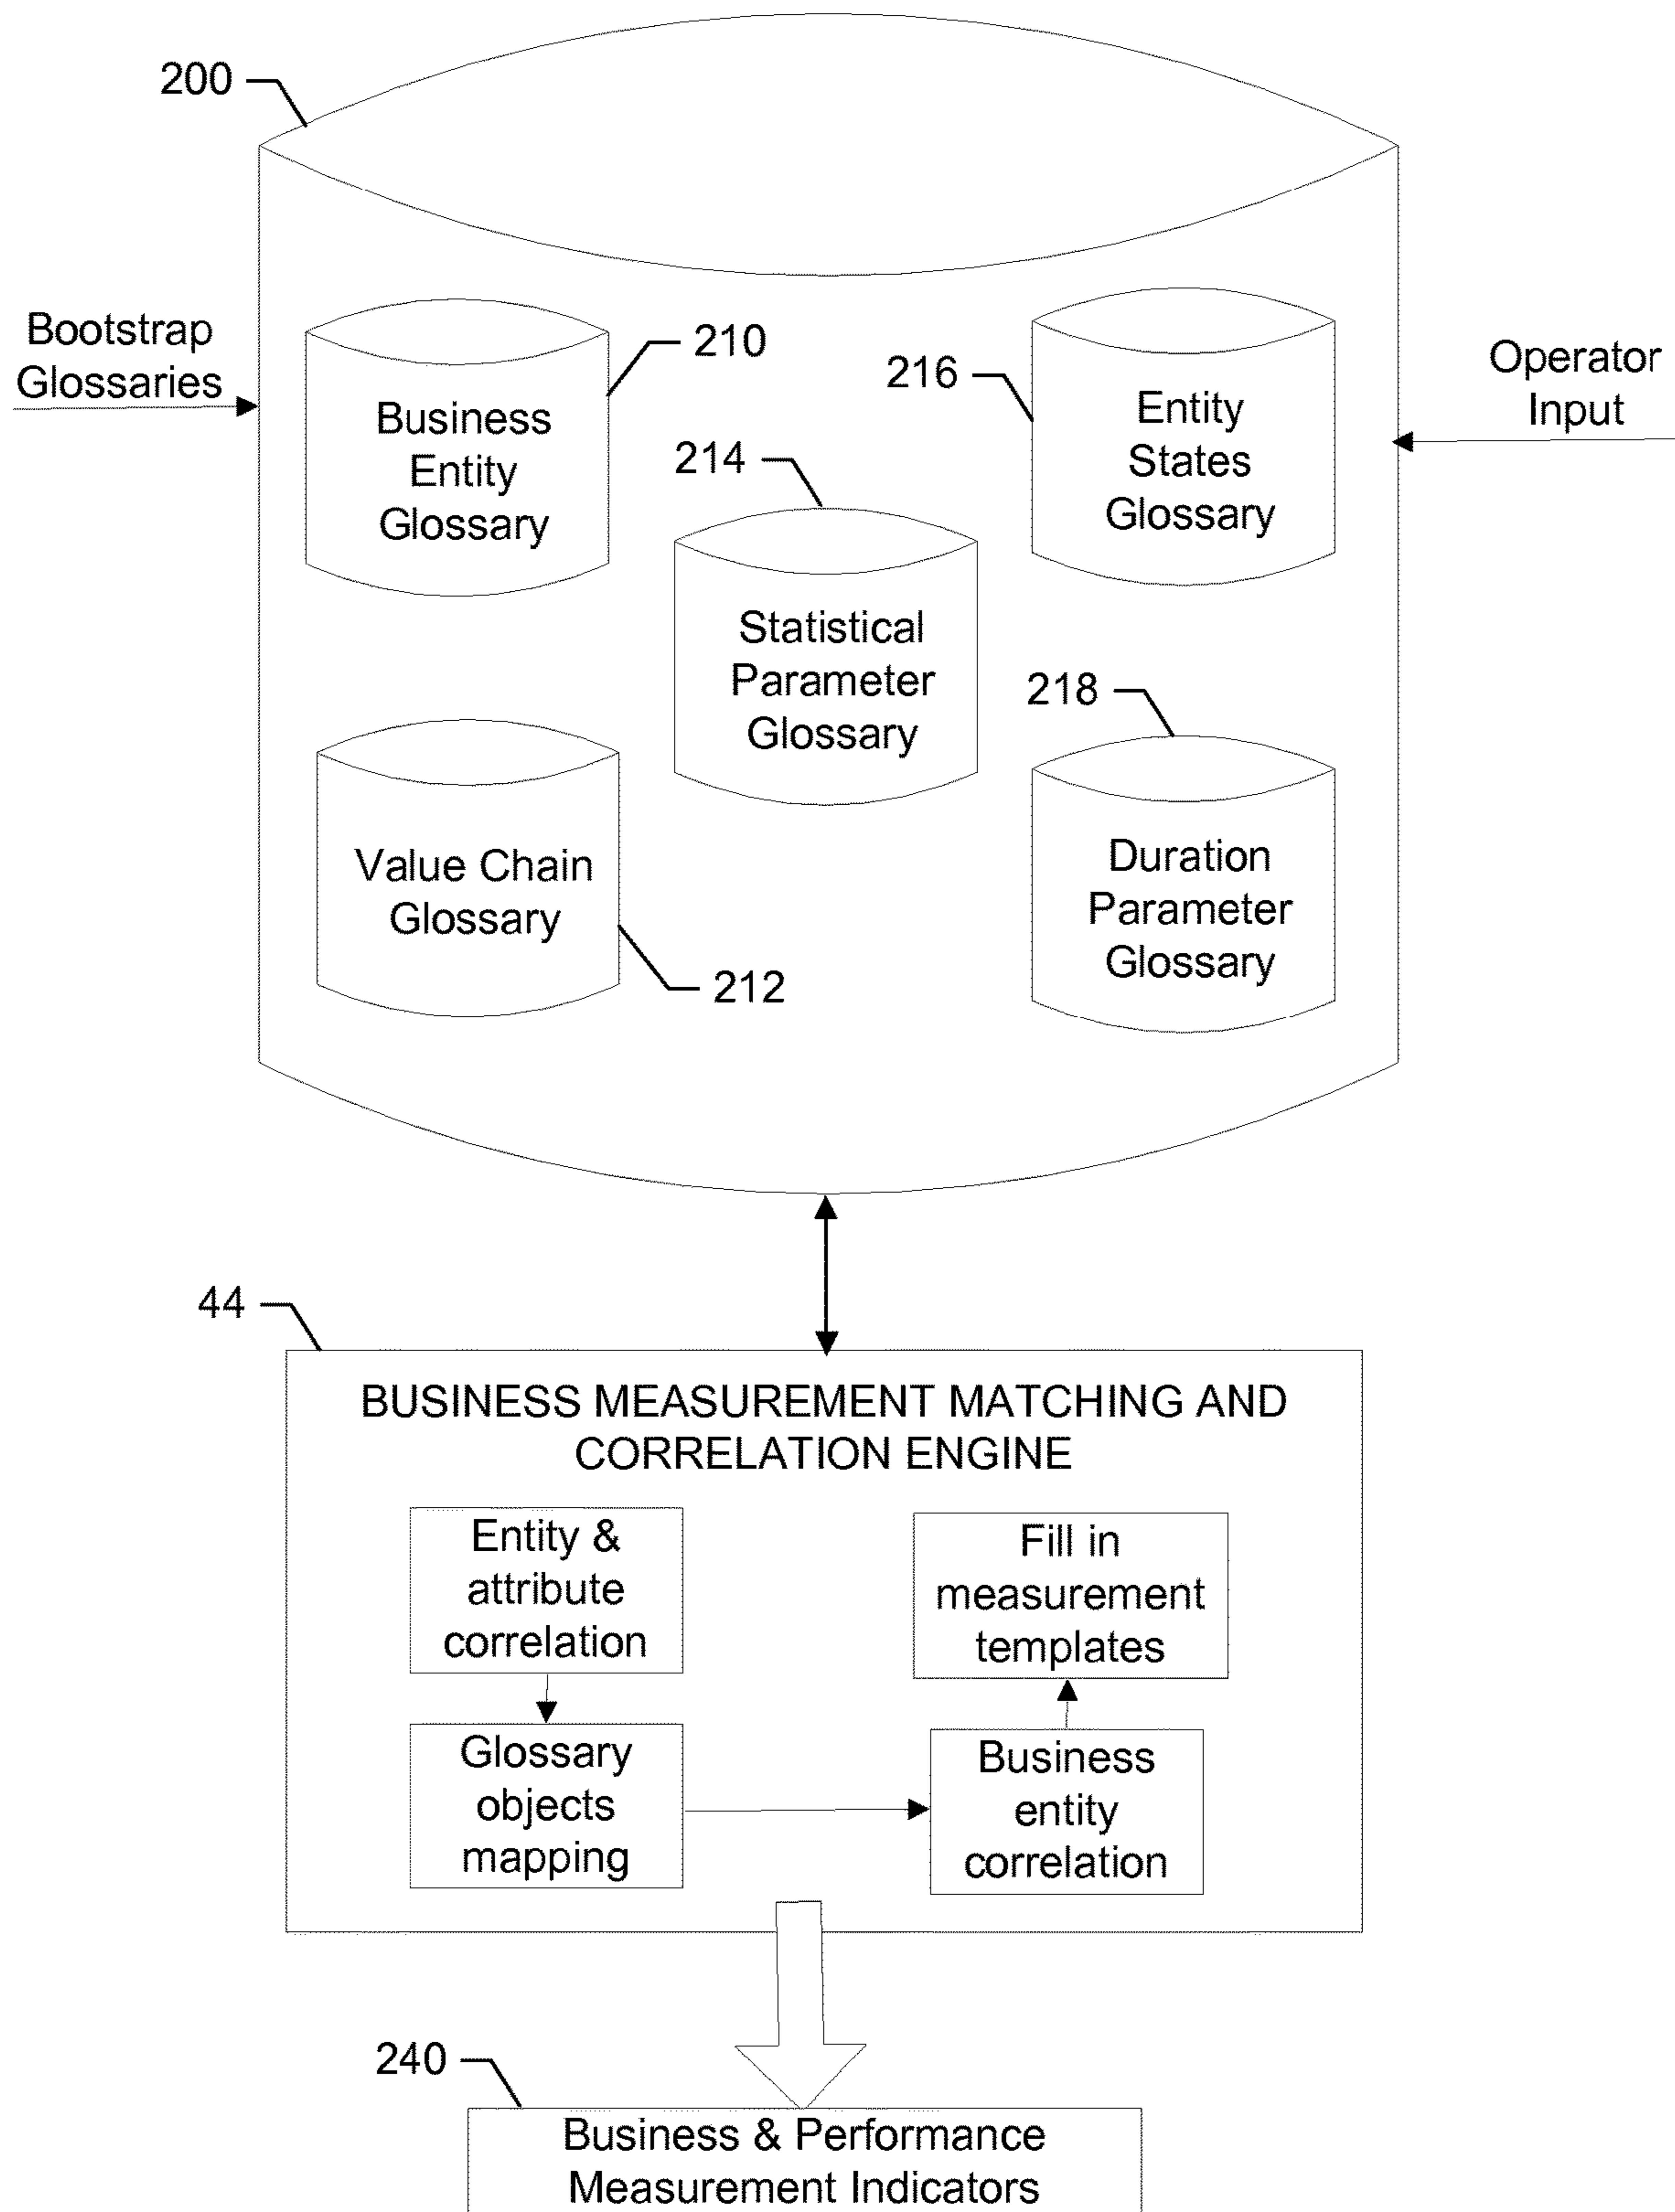 200
Bootstrap
Glossaries
210
Business
Entity
Glossary
216
Entity
States
Glossary
Operator
Input
214
Statistical
Parameter
Glossary
218
Value Chain
Glossary
212
Duration
Parameter
Glossary
44
BUSINESS MEASUREMENT MATCHING AND
CORRELATION ENGINE
Entity &
attribute
correlation
Fill in
measurement
templates
Glossary
objects
mapping
Business
entity
correlation
240
Business & Performance
Measurement Indicators